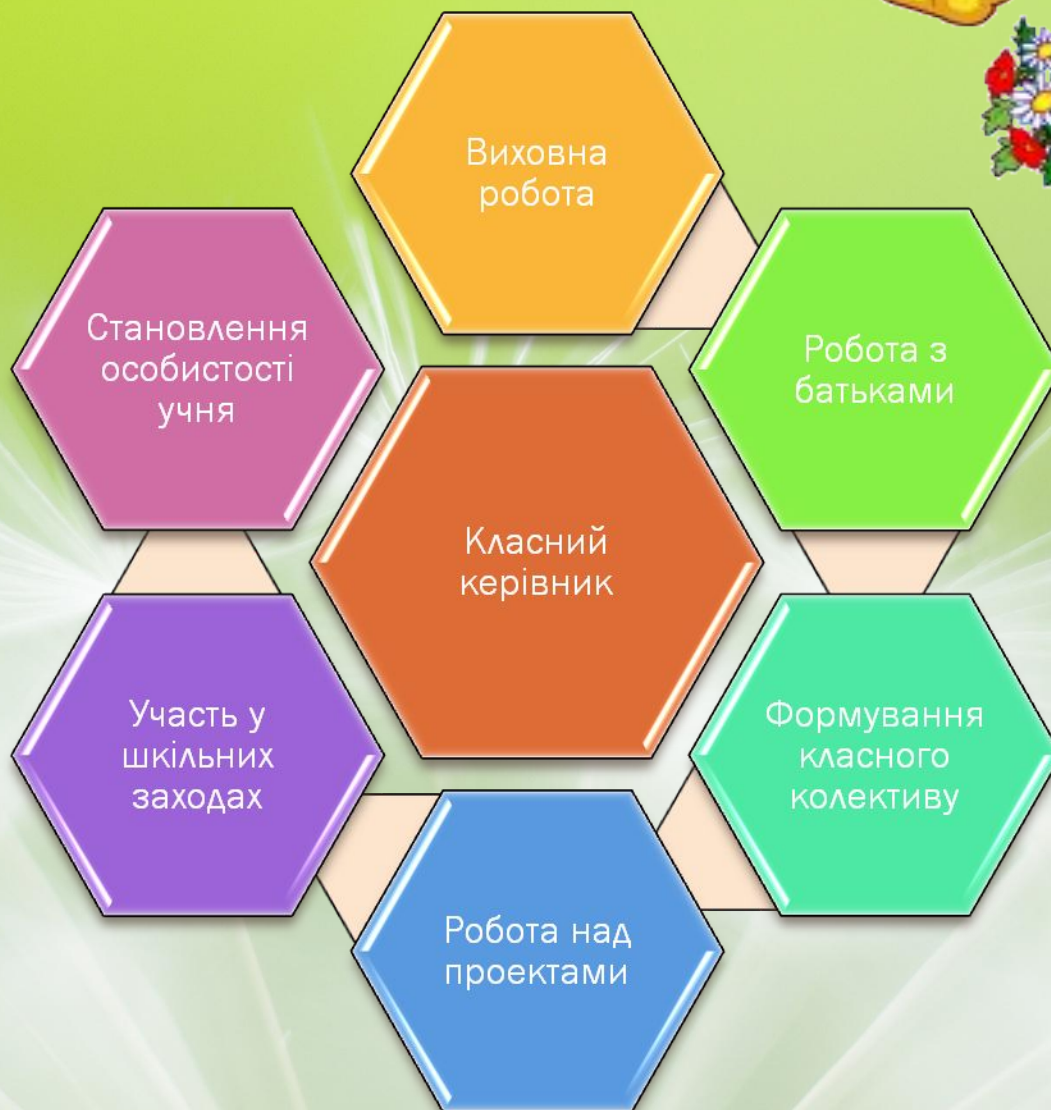 Виховна
робота
Робота з
батьками
Формування
класного
колективу
Робота над
проектами
Участь у
шкільних
заходах
Становлення
особистості
учня
Класний
керівник